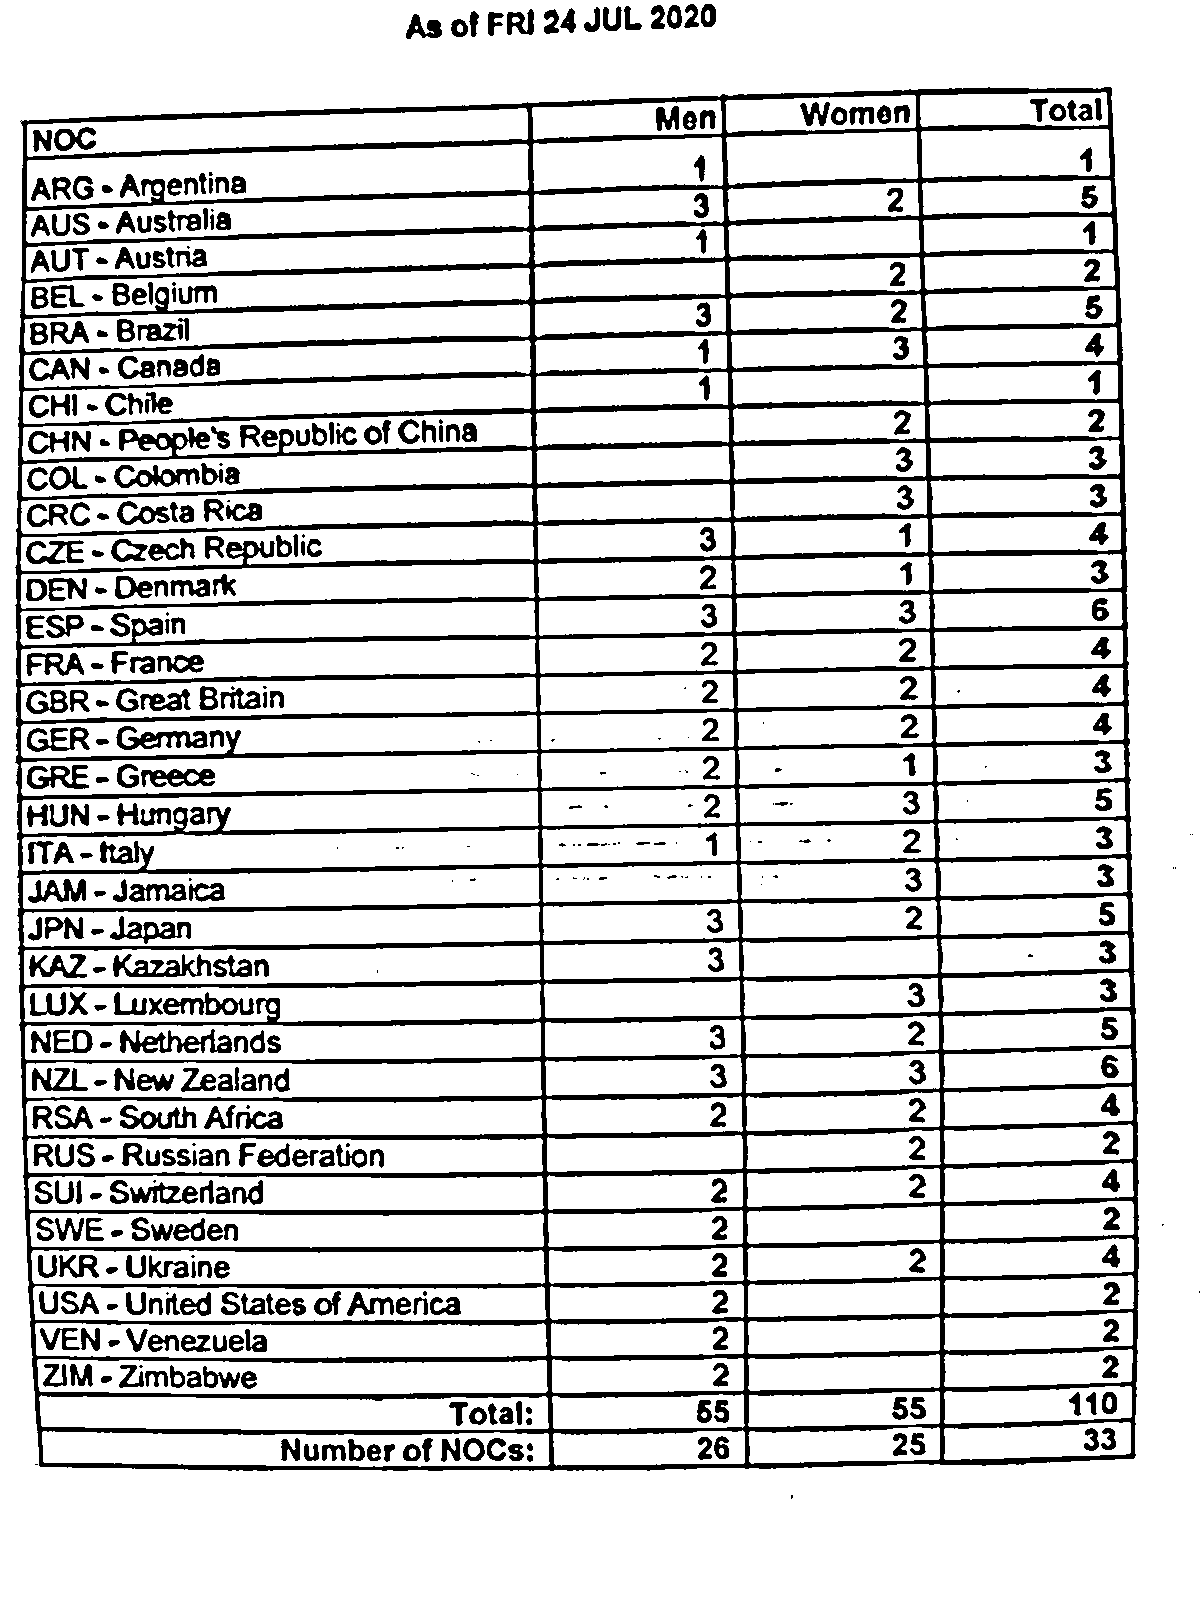 As of FRI 24 JUL 2020
NOC Men Women Total
ARG - Argentina 1 1
AUS - Australia 3 2 5
AUT - Austria 1 1
BEL - Belgium 2 2
BRA - Brazil 3 2 5
CAN - Canada 1 3 4
CHI - Chile 1 1
CHN - People's Republic of China 2 2
COL - Colombia 3 3
CRC - Costa Rica 3 3
CZE - Czech Republic 3 1 4
DEN - Denmark 2 1 3
ESP - Spain 3 3 6
FRA - France 2 2 4
GBR - Great Britain 2 2 4
GER - Germany 2 2 4
GRE - Greece 2 1 3
HUN - Hungary 2 3 5
ITA - Italy 1 2 3
JAM - Jamaica 3 3
JPN - Japan 3 2 5
KAZ - Kazakhstan 3 3
LUX - Luxembourg 3 3
NED - Netherlands 3 2 5
NZL - New Zealand 3 3 6
RSA - South Africa 2 2 4
RUS - Russian Federation 2 2
SUI - Switzerland 2 2 4
SWE - Sweden 2 2
UKR - Ukraine 2 2 4
USA - United States of America 2 2
VEN - Venezuela 2 2
ZIM - Zimbabwe 2 2
Total: 55 55 110
Number of NOCs: 26 25 33